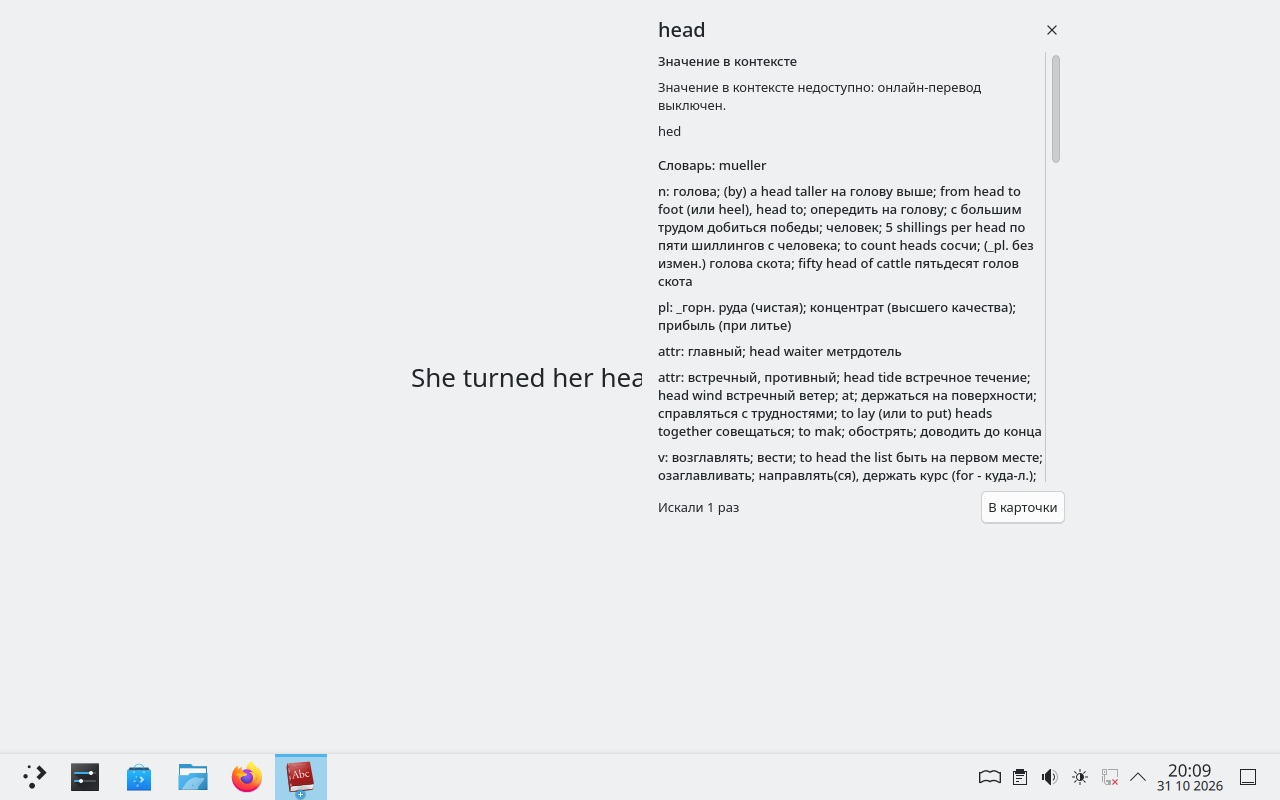 head
Значение в контексте
Значение в контексте недоступно: онлайн-перевод
выключен.
hed
Словарь: mueller
n: голова; (by) a head taller на голову выше; from head to
foot (или heel), head to; опередить на голову; с большим
трудом добиться победы; человек; 5 shillings per head по
пяти шиллингов с человека; to count heads сосчи; (_pl. без
измен.) голова скота; fifty head of cattle пятьдесят голов
скота
pl: _горн. руда (чистая); концентрат (высшего качества);
прибыль (при литье)
attr: главный; head waiter метрдотель
She turned her hea
attr: встречный, противный; head tide встречное течение;
head wind встречный ветер; at; держаться на поверхности;
справляться с трудностями; to lay (или to put) heads
together совещаться; to mak; обострять; доводить до конца
v: возглавлять; вести; to head the list быть на первом месте;
озаглавливать; направлять(ся), держать курс (for - куда-л.);
Искали 1 раз
В карточки
Abc
20:09
31 10 2026